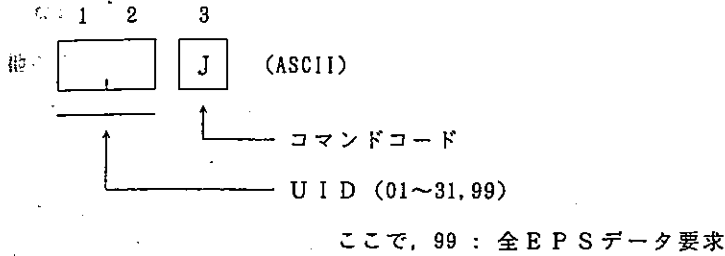 1 2 3
J (ASCII)
コマンドコード
UID (01~31,99)
ここで, 99 : 全EPSデータ要求